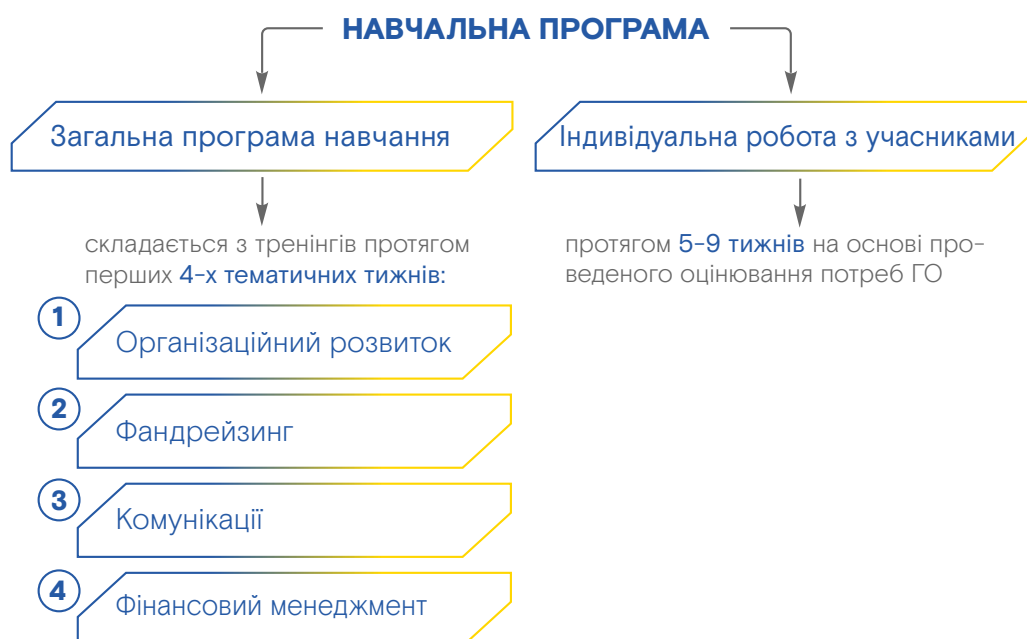 НАВЧАЛЬНА ПРОГРАМА
Загальна програма навчання
складається з тренінгів протягом
перших 4-х тематичних тижнів:
1
Організаційний розвиток
2
Фандрейзинг
3
Комунікації
4
Фінансовий менеджмент
Індивідуальна робота з учасниками
протягом 5-9 тижнів на основі про-
веденого оцінювання потреб ГО